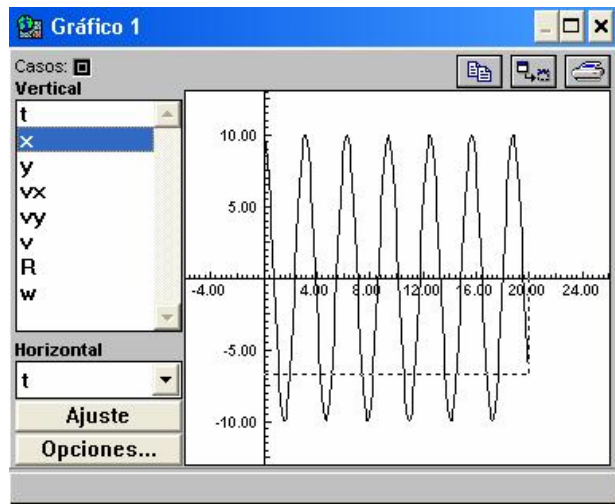 Gráfico 1
Casos:
Vertical
t
x
y
vx
vy
v
R
w
Horizontal
t
Ajuste
Opciones...
10.00
5.00
-5.00
-10.00
-4.00 4.00 8.00 12.00 16.00 20.00 24.00